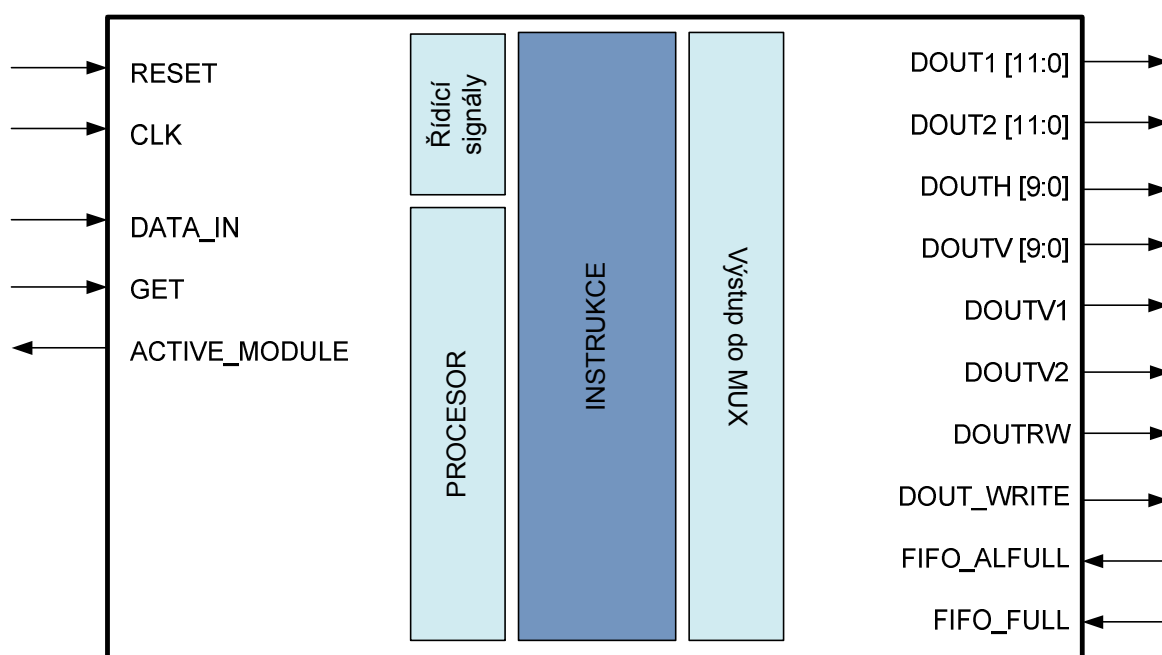 RESET
CLK
DATA_IN
GET
ACTIVE_MODULE
Řídící
signály
PROCESOR
INSTRUKCE
Výstup do MUX
DOUT1 [11:0]
DOUT2 [11:0]
DOUTH [9:0]
DOUTV [9:0]
DOUTV1
DOUTV2
DOUTRW
DOUT_WRITE
FIFO_ALFULL
FIFO_FULL